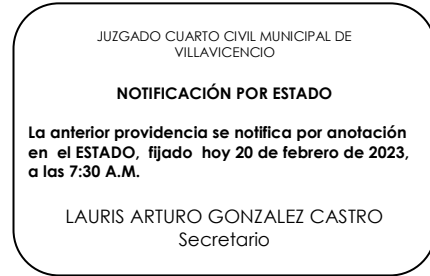 JUZGADO CUARTO CIVIL MUNICIPAL DE
VILLAVICENCIO
NOTIFICACIÓN POR ESTADO
La anterior providencia se notifica por anotación
en el ESTADO, fijado hoy 20 de febrero de 2023,
a las 7:30 A.M.
LAURIS ARTURO GONZALEZ CASTRO
Secretario